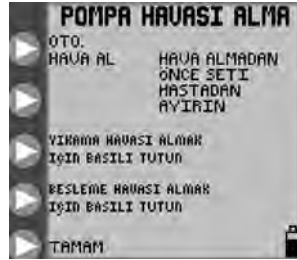 POMPA HAVASI ALMA
OTO.
HAVA AL HAVA ALMADAN
ÖNCE SETİ
HASTADAN
AYIRIN
YIKAMA HAVASI ALMAK
IÇIN BASILI TUTUN
BESLEME HAVASI ALMAK
IÇIN BASILI TUTUN
TAMAM